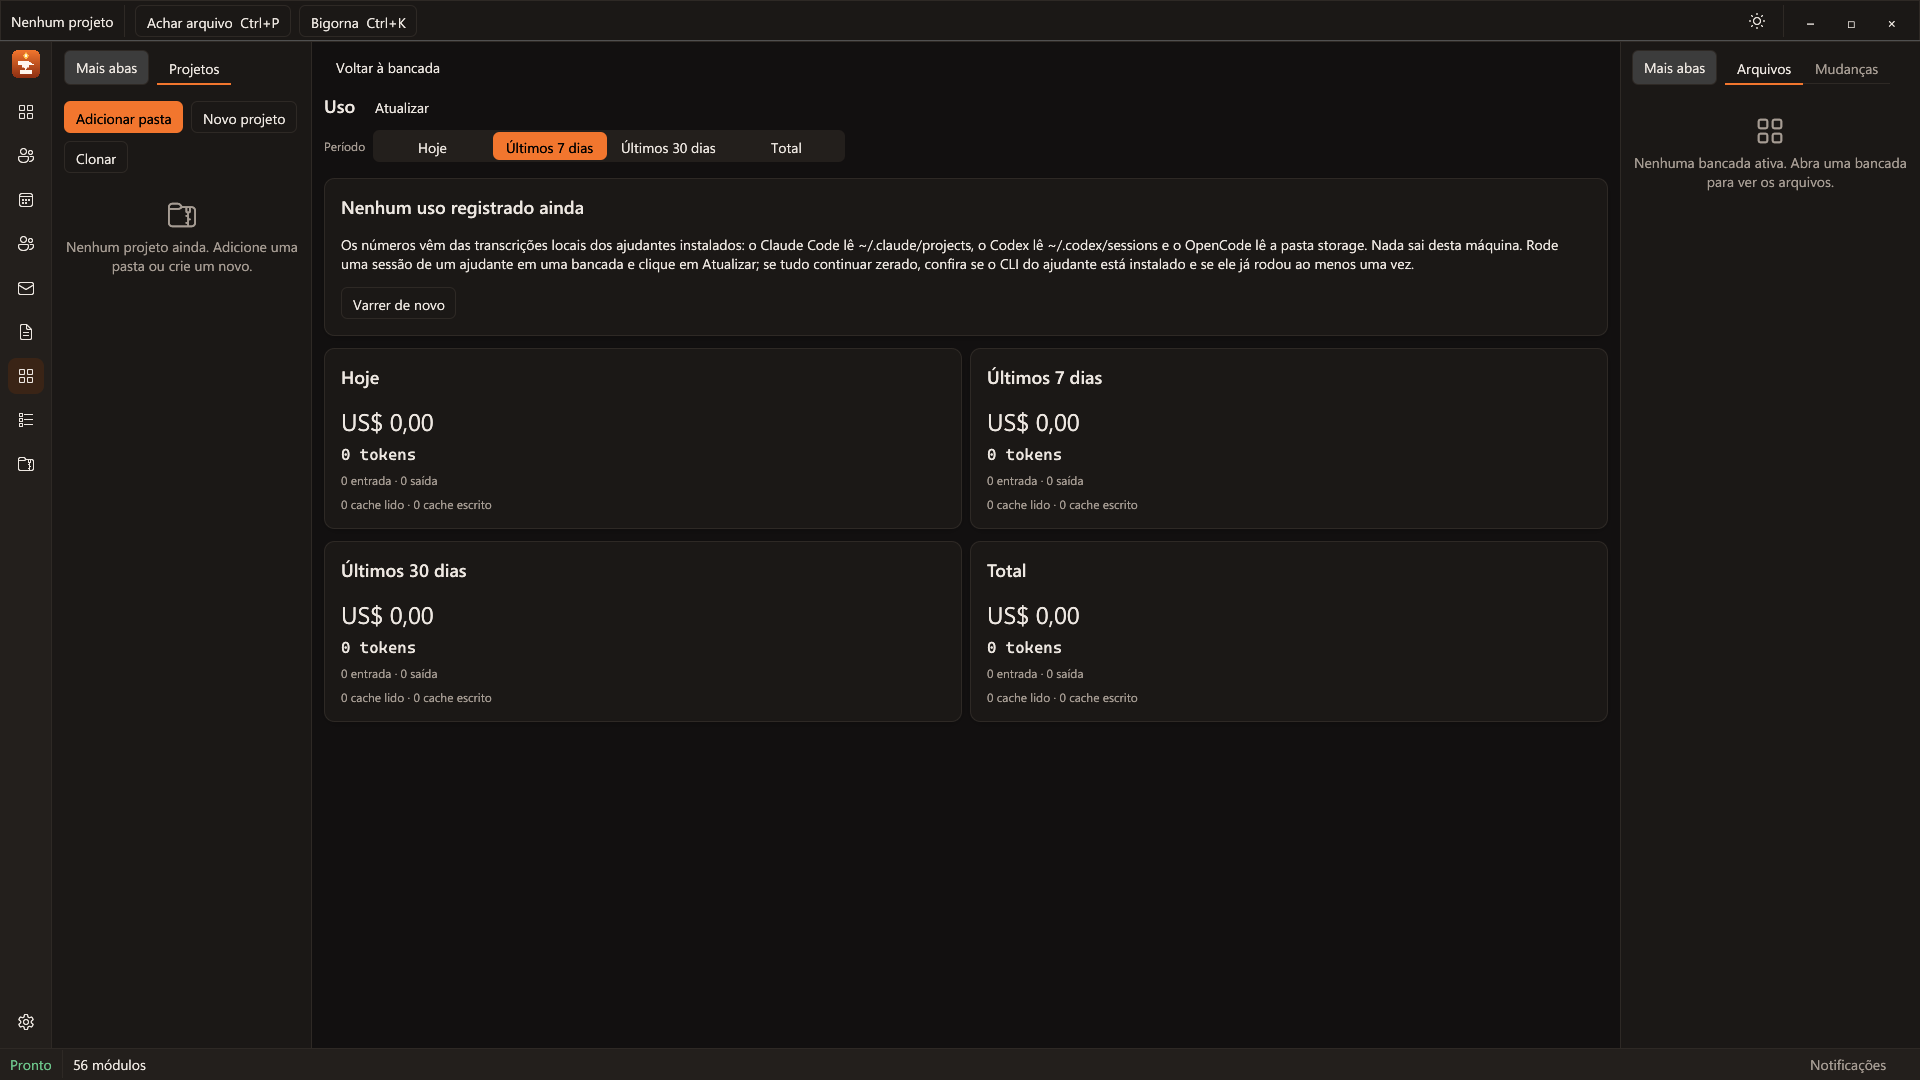 Nenhum projeto
Achar arquivo Ctrl+P
Bigorna Ctrl+K
Mais abas
Projetos
Adicionar pasta
Novo projeto
Clonar
Nenhum projeto ainda. Adicione uma
pasta ou crie um novo.
Voltar à bancada
Uso
Atualizar
Período
Hoje
Últimos 7 dias
Últimos 30 dias
Total
Nenhum uso registrado ainda
Os números vêm das transcrições locais dos ajudantes instalados: o Claude Code lê ~/.claude/projects, o Codex lê ~/.codex/sessions e o OpenCode lê a pasta storage. Nada sai desta máquina. Rode
uma sessão de um ajudante em uma bancada e clique em Atualizar; se tudo continuar zerado, confira se o CLI do ajudante está instalado e se ele já rodou ao menos uma vez.
Varrer de novo
Hoje
US$ 0,00
0 tokens
0 entrada · 0 saída
0 cache lido · 0 cache escrito
Últimos 7 dias
US$ 0,00
0 tokens
0 entrada · 0 saída
0 cache lido · 0 cache escrito
Últimos 30 dias
US$ 0,00
0 tokens
0 entrada · 0 saída
0 cache lido · 0 cache escrito
Total
US$ 0,00
0 tokens
0 entrada · 0 saída
0 cache lido · 0 cache escrito
Mais abas
Arquivos
Mudanças
Nenhuma bancada ativa. Abra uma bancada
para ver os arquivos.
Pronto
56 módulos
Notificações